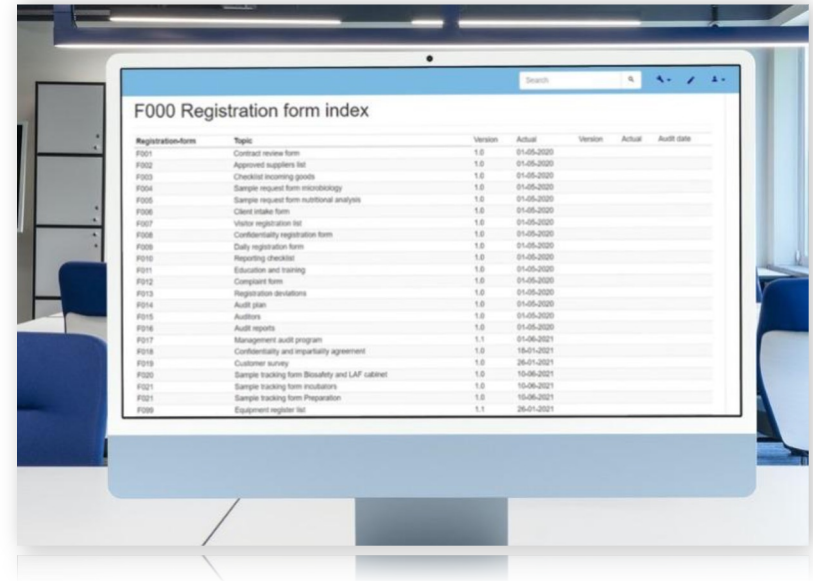 Search
F000 Registration form index
Registration-form Topic Version Actual Version Actual Audit date
F001 Contract review form 1.0 01-05-2020
F002 Approved suppliers list 1.0 01-05-2020
F003 Checklist incoming goods 1.0 01-05-2020
F004 Sample request form microbiology 1.0 01-05-2020
F005 Sample request form nutritional analysis 1.0 01-05-2020
F006 Client intake form 1.0 01-05-2020
F007 Visitor registration list 1.0 01-05-2020
F008 Confidentiality registration form 1.0 01-05-2020
F009 Daily registration form 1.0 01-05-2020
F010 Reporting checklist 1.0 01-05-2020
F011 Education and training 1.0 01-05-2020
F012 Complaint form 1.0 01-05-2020
F013 Registration deviations 1.0 01-05-2020
F014 Audit plan 1.0 01-05-2020
F015 Auditors 1.0 01-05-2020
F016 Audit reports 1.0 01-05-2020
F017 Management audit program 1.1 01-06-2021
F018 Confidentiality and impartiality agreement 1.0 18-01-2021
F019 Customer survey 1.0 26-01-2021
F020 Sample tracking form Biosafety and LAF cabinet 1.0 10-06-2021
F021 Sample tracking form incubators 1.0 10-06-2021
F021 Sample tracking form Preparation 1.0 10-06-2021
F099 Equipment register list 1.1 26-01-2021